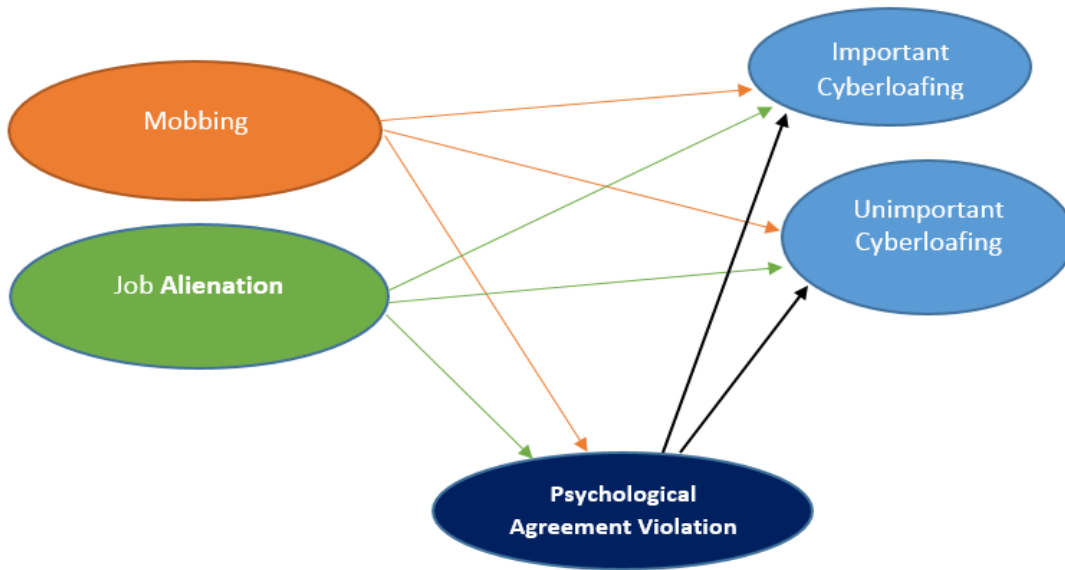 Important
Cyberloafing
Mobbing
Unimportant
Cyberloafing
Job Alienation
Psychological
Agreement Violation